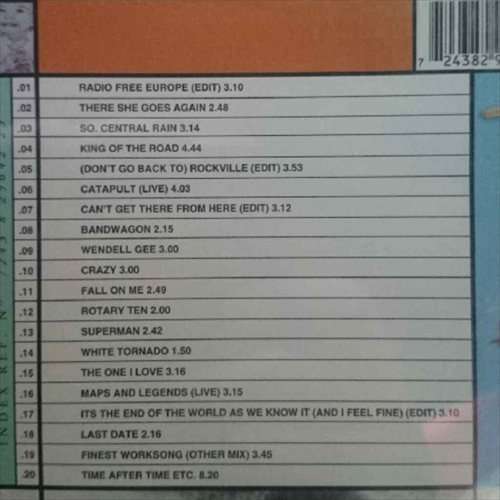 7 24382 9
.01 RADIO FREE EUROPE (EDIT) 3.10
.02 THERE SHE GOES AGAIN 2.48
.03 SO. CENTRAL RAIN 3.14
.04 KING OF THE ROAD 4.44
.05 (DON'T GO BACK TO) ROCKVILLE (EDIT) 3.53
.06 CATAPULT (LIVE) 4.03
.07 CAN'T GET THERE FROM HERE (EDIT) 3.12
.08 BANDWAGON 2.15
.09 WENDELL GEE 3.00
.10 CRAZY 3.00
.11 FALL ON ME 2.49
.12 ROTARY TEN 2.00
.13 SUPERMAN 2.42
.14 WHITE TORNADO 1.50
.15 THE ONE I LOVE 3.16
.16 MAPS AND LEGENDS (LIVE) 3.15
.17 ITS THE END OF THE WORLD AS WE KNOW IT (AND I FEEL FINE) (EDIT) 3.10
.18 LAST DATE 2.16
.19 FINEST WORKSONG (OTHER MIX) 3.45
.20 TIME AFTER TIME ETC. 8.20
INDEX REF. No